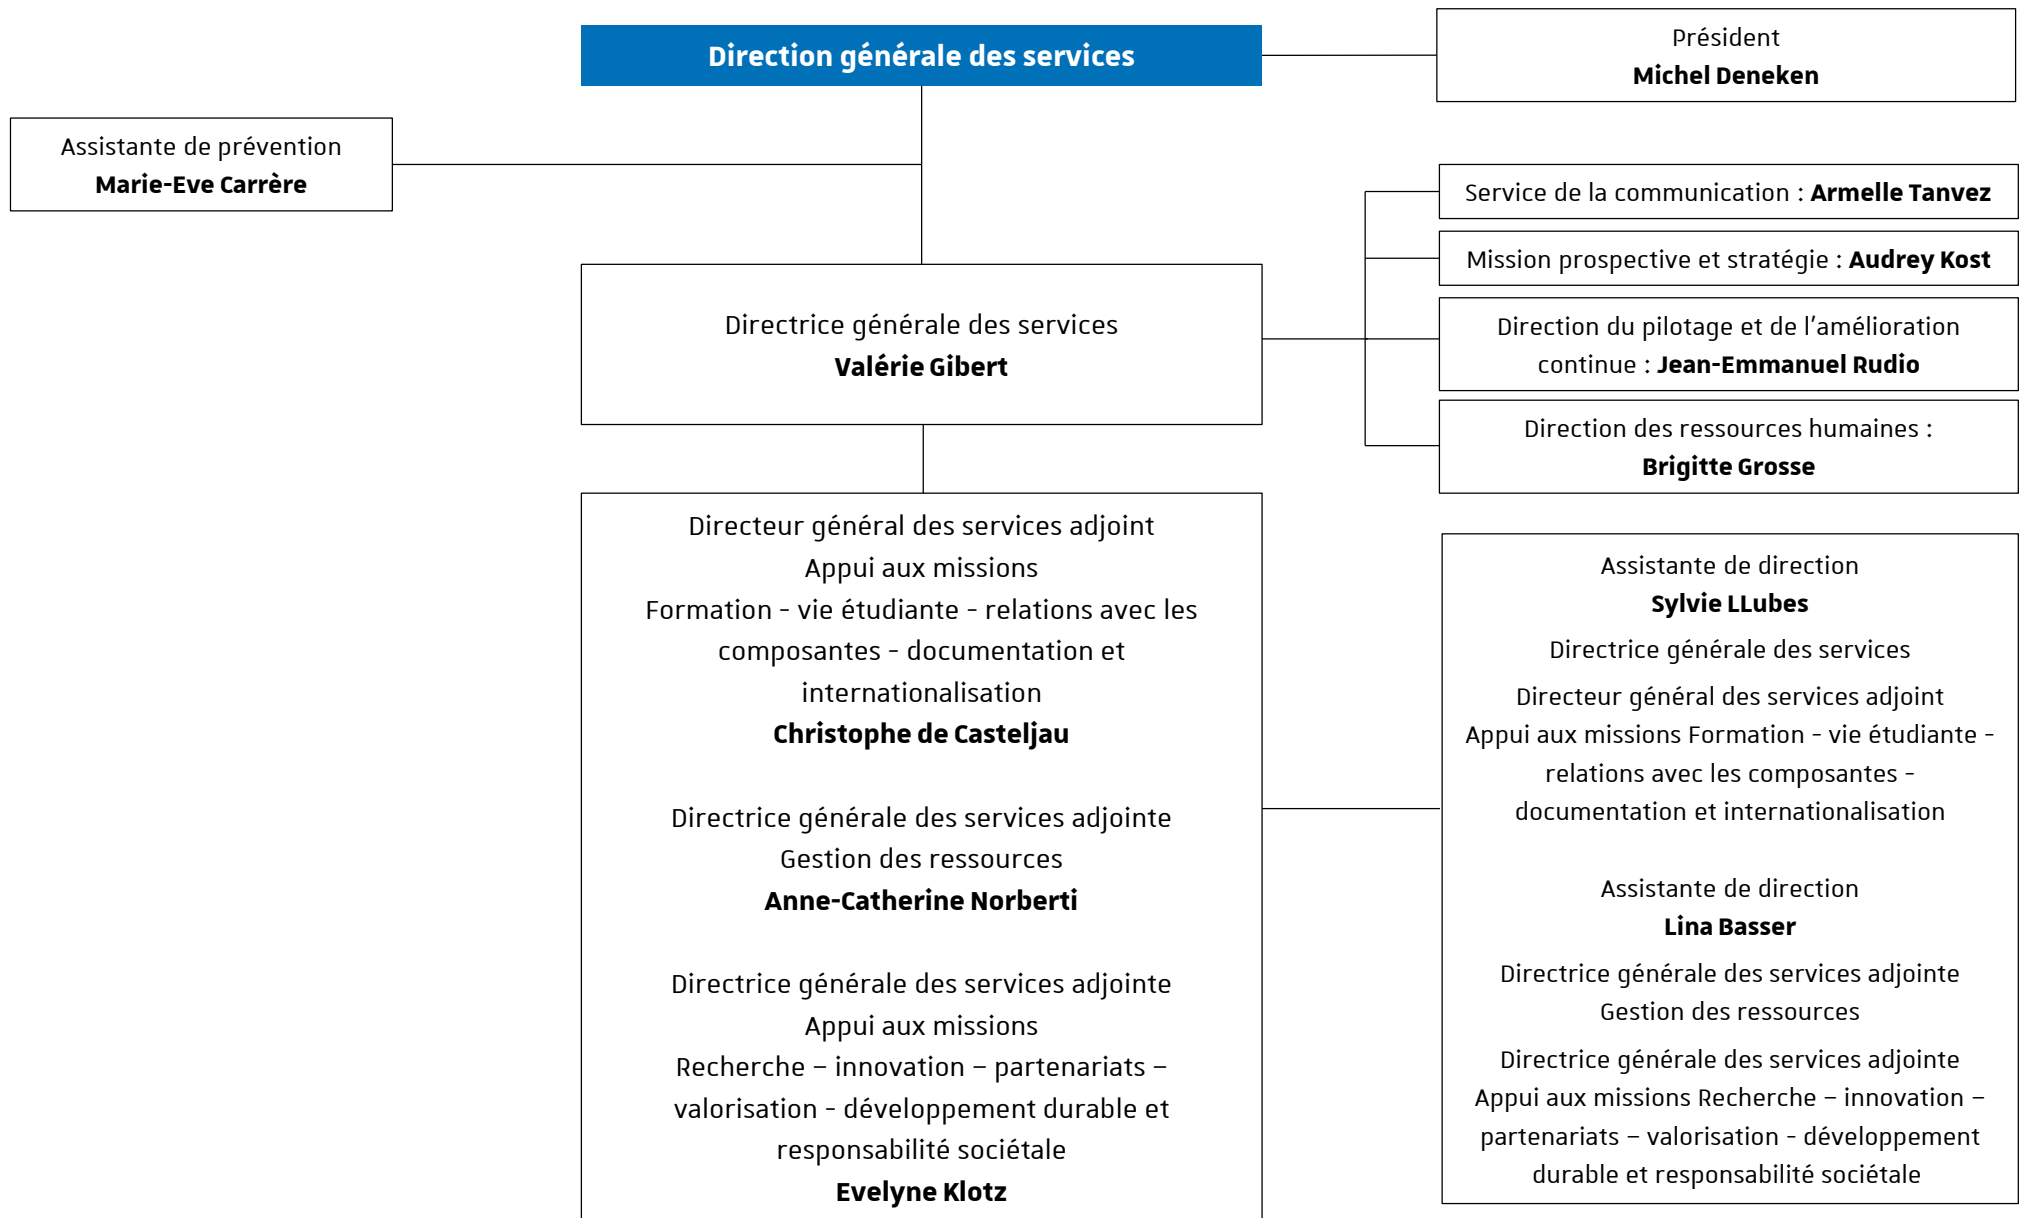 Direction générale des services
Président
Michel Deneken
Assistante de prévention
Marie-Eve Carrère
Service de la communication : Armelle Tanvez
Mission prospective et stratégie : Audrey Kost
Directrice générale des services
Valérie Gibert
Direction du pilotage et de l'amélioration
continue : Jean-Emmanuel Rudio
Direction des ressources humaines :
Brigitte Grosse
Directeur général des services adjoint
Appui aux missions
Formation - vie étudiante - relations avec les
composantes - documentation et
internationalisation
Christophe de Casteljau
Directrice générale des services adjointe
Gestion des ressources
Anne-Catherine Norberti
Directrice générale des services adjointe
Appui aux missions
Recherche – innovation – partenariats –
valorisation - développement durable et
responsabilité sociétale
Evelyne Klotz
Assistante de direction
Sylvie LLubes
Directrice générale des services
Directeur général des services adjoint
Appui aux missions Formation - vie étudiante -
relations avec les composantes -
documentation et internationalisation
Assistante de direction
Lina Basser
Directrice générale des services adjointe
Gestion des ressources
Directrice générale des services adjointe
Appui aux missions Recherche – innovation –
partenariats – valorisation - développement
durable et responsabilité sociétale